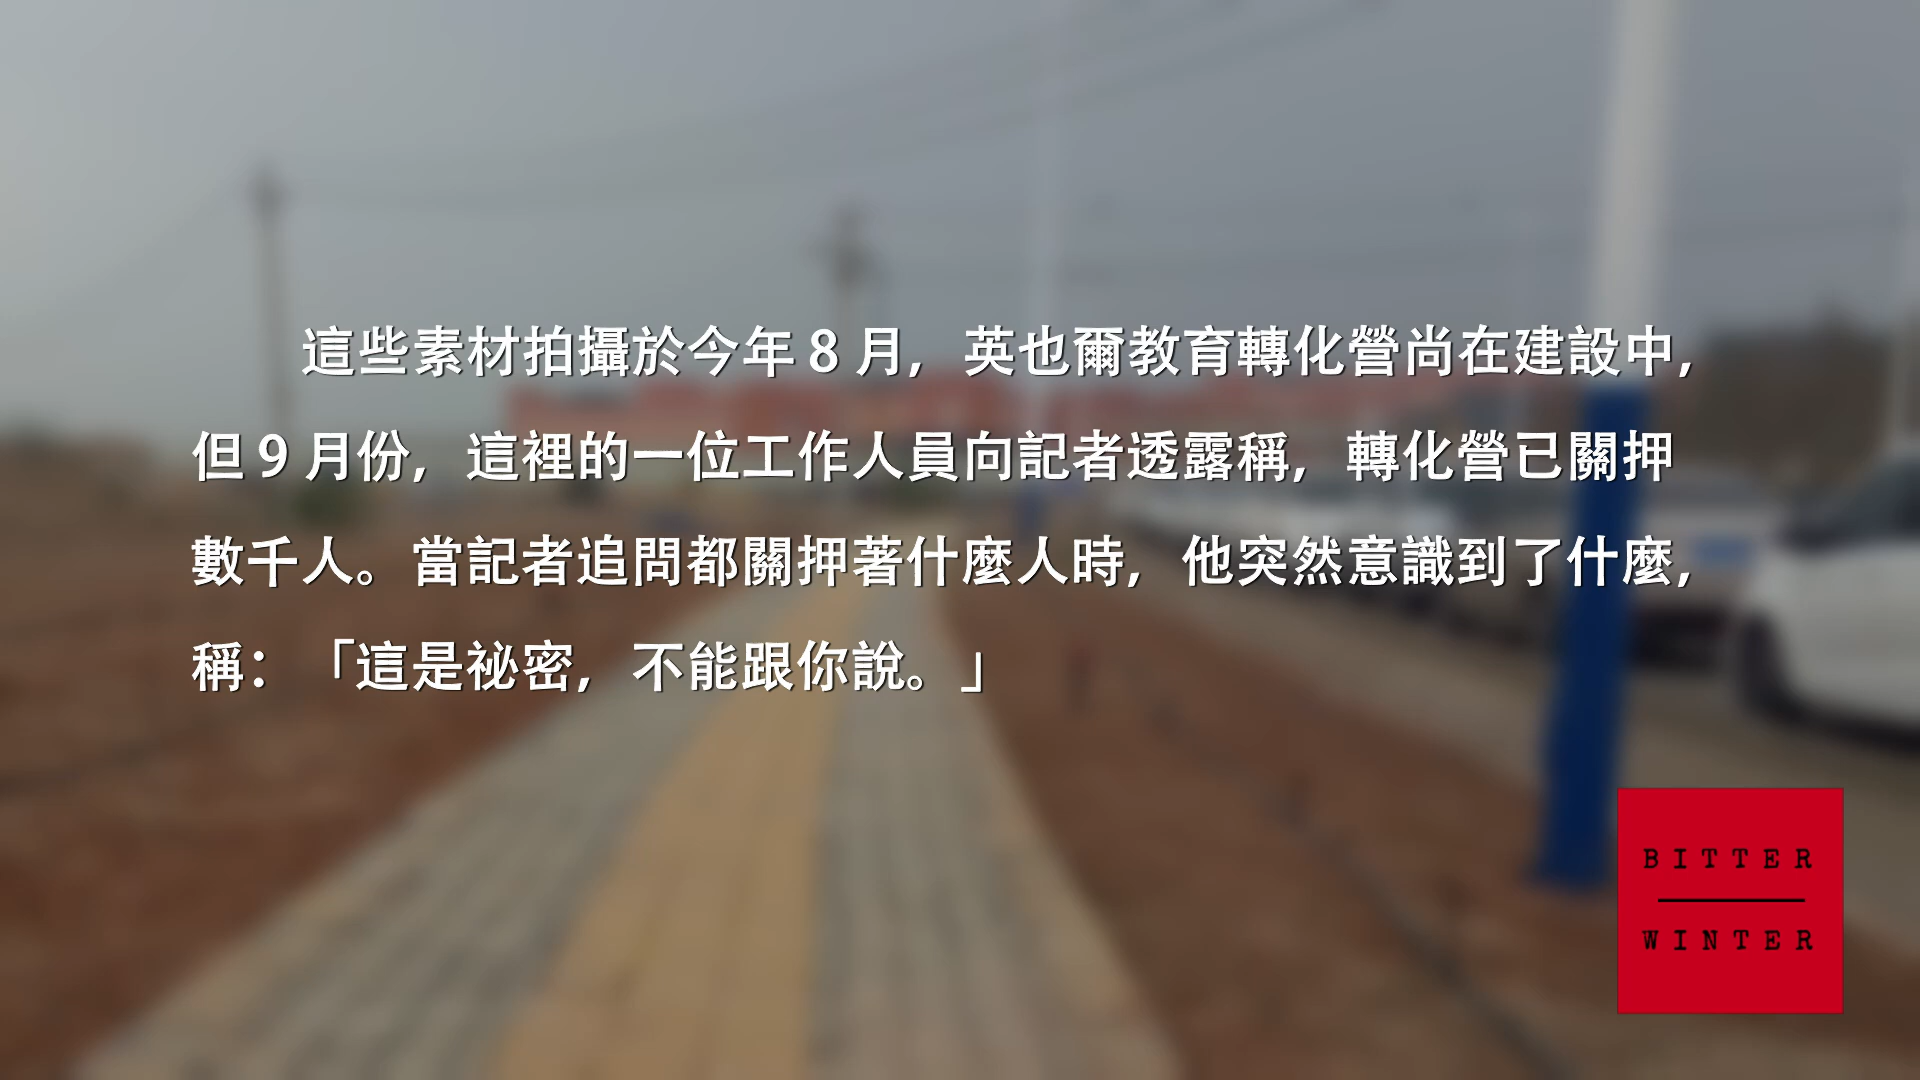 這些素材拍攝於今年8月，英也爾教育轉化營尚在建設中，
但9月份，這裡的一位工作人員向記者透露稱，轉化營已關押
數千人。當記者追問都關押著什麼人時，他突然意識到了什麼，
稱：「這是祕密，不能跟你說。」
BITTER
WINTER